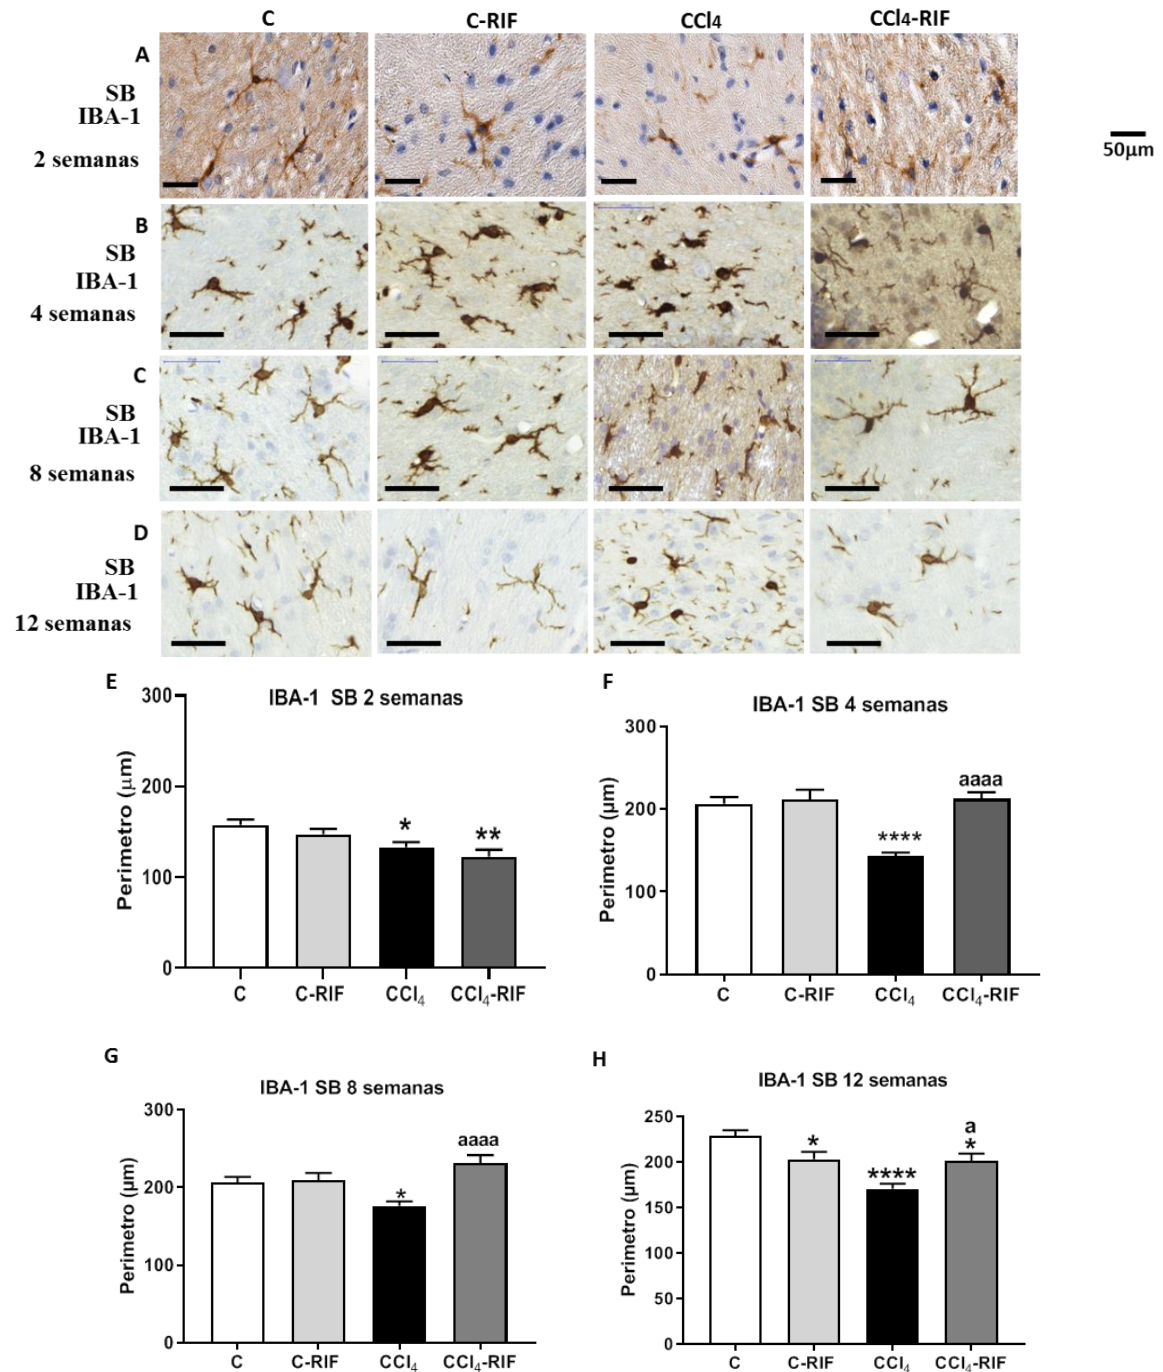 C C-RIF CCl4 CCl4-RIF
A
SB
IBA-1
2 semanas
50μm
B
SB
IBA-1
4 semanas
C
SB
IBA-1
8 semanas
D
SB
IBA-1
12 semanas
E
IBA-1 SB 2 semanas
Perimetro (μm)
300
200
100
0
*
**
C C-RIF CCl₄ CCl₄-RIF
F
IBA-1 SB 4 semanas
Perimetro (μm)
300
200
100
0
****
aaaa
C C-RIF CCl₄ CCl₄-RIF
G
IBA-1 SB 8 semanas
Perimetro (μm)
300
200
100
0
*
aaaa
C C-RIF CCl₄ CCl₄-RIF
H
IBA-1 SB 12 semanas
Perimetro (μm)
250
200
150
100
50
0
*
****
a
*
C C-RIF CCl₄ CCl₄-RIF